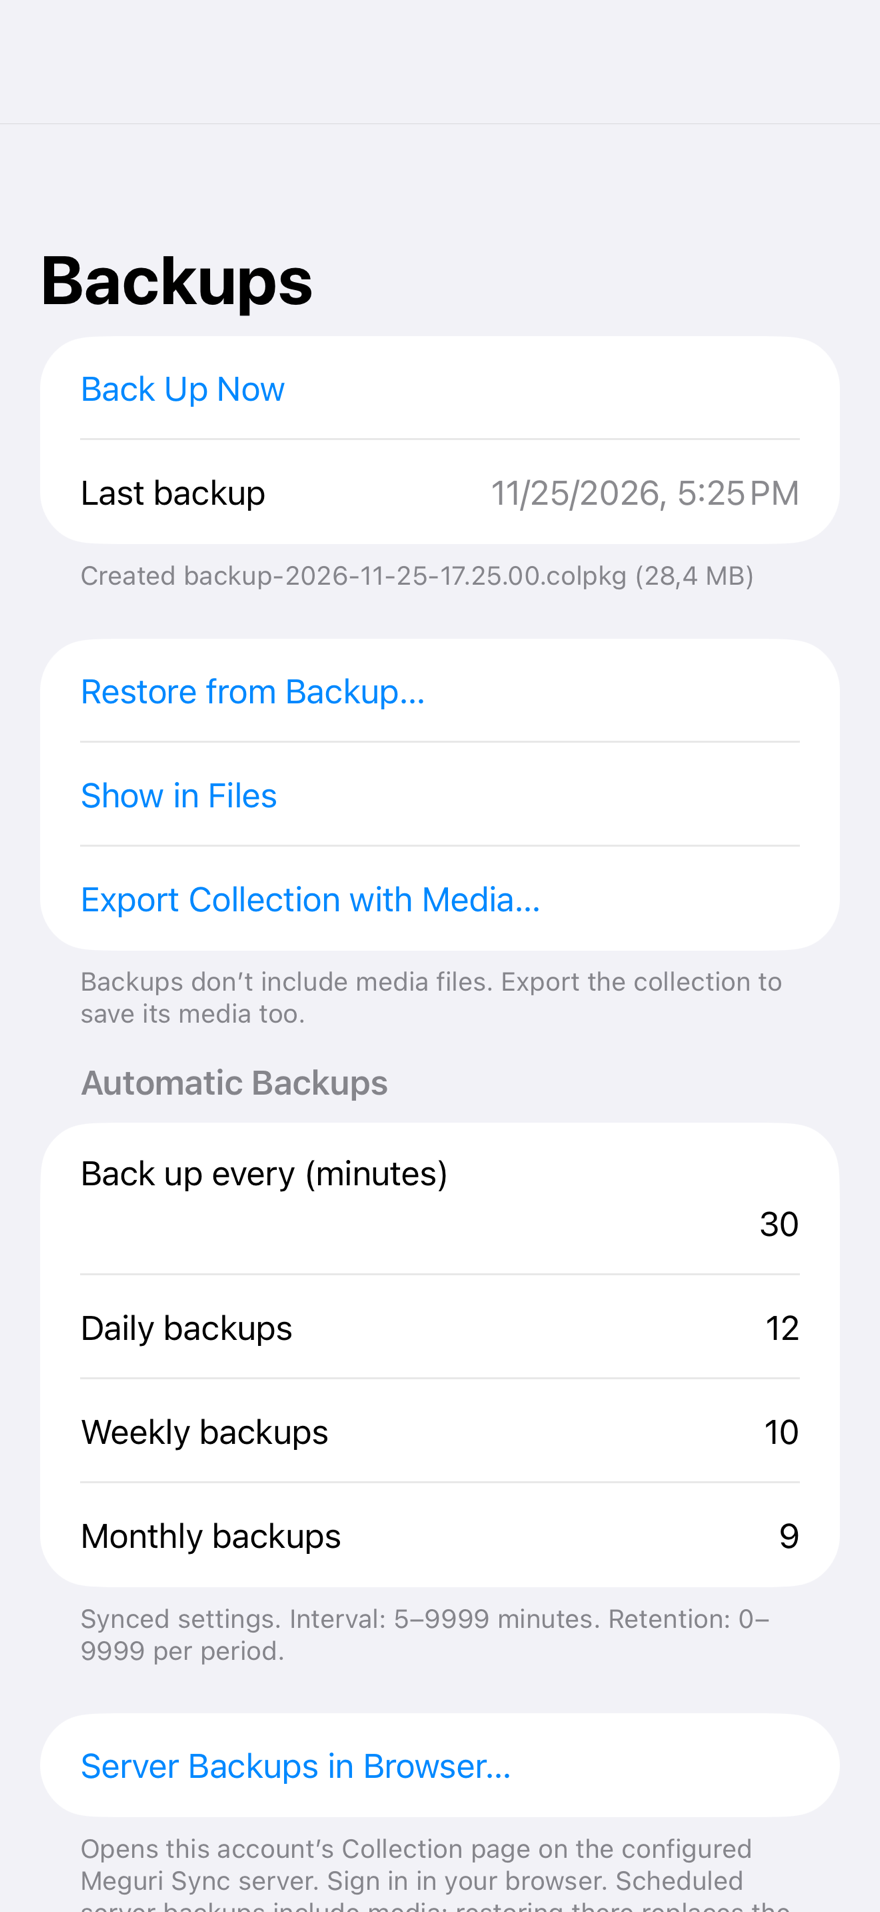 Backups
Back Up Now
Last backup 11/25/2026, 5:25 PM
Created backup-2026-11-25-17.25.00.colpkg (28,4 MB)
Restore from Backup...
Show in Files
Export Collection with Media...
Backups don’t include media files. Export the collection to
save its media too.
Automatic Backups
Back up every (minutes)
30
Daily backups 12
Weekly backups 10
Monthly backups 9
Synced settings. Interval: 5–9999 minutes. Retention: 0–
9999 per period.
Server Backups in Browser...
Opens this account’s Collection page on the configured
Meguri Sync server. Sign in in your browser. Scheduled
server backups include media; restoring there replaces the